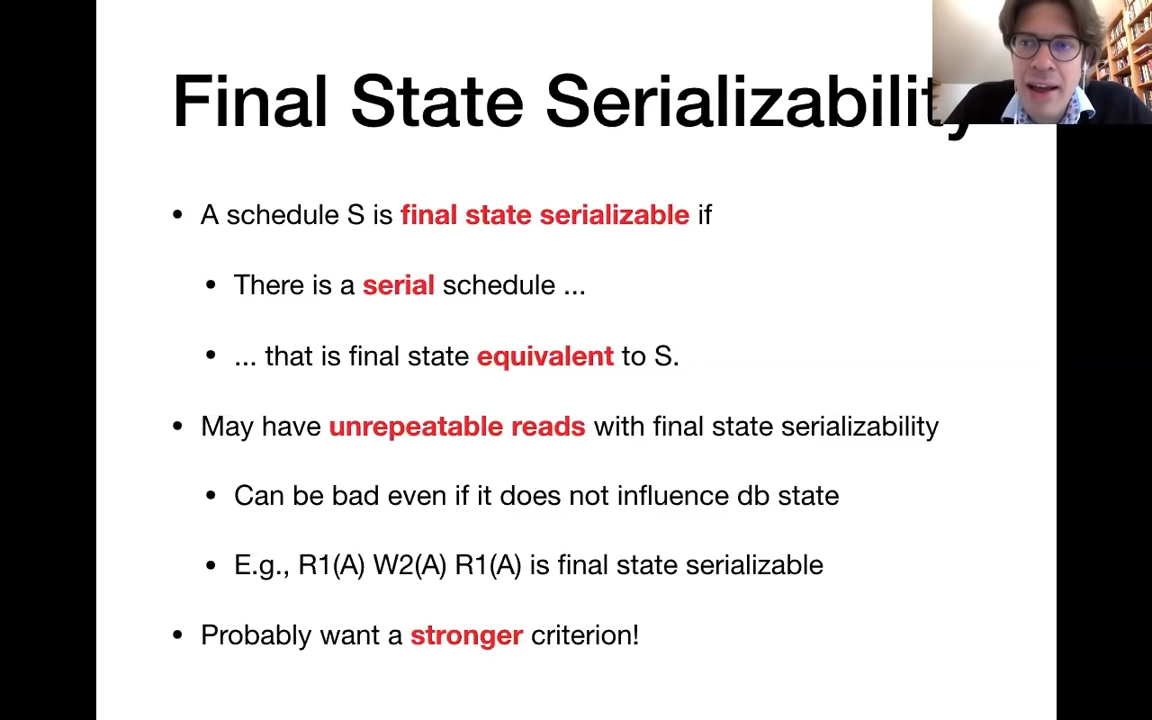 Final State Serializability
• A schedule S is final state serializable if
• There is a serial schedule ...
• ... that is final state equivalent to S.
• May have unrepeatable reads with final state serializability
• Can be bad even if it does not influence db state
• E.g., R1(A) W2(A) R1(A) is final state serializable
• Probably want a stronger criterion!